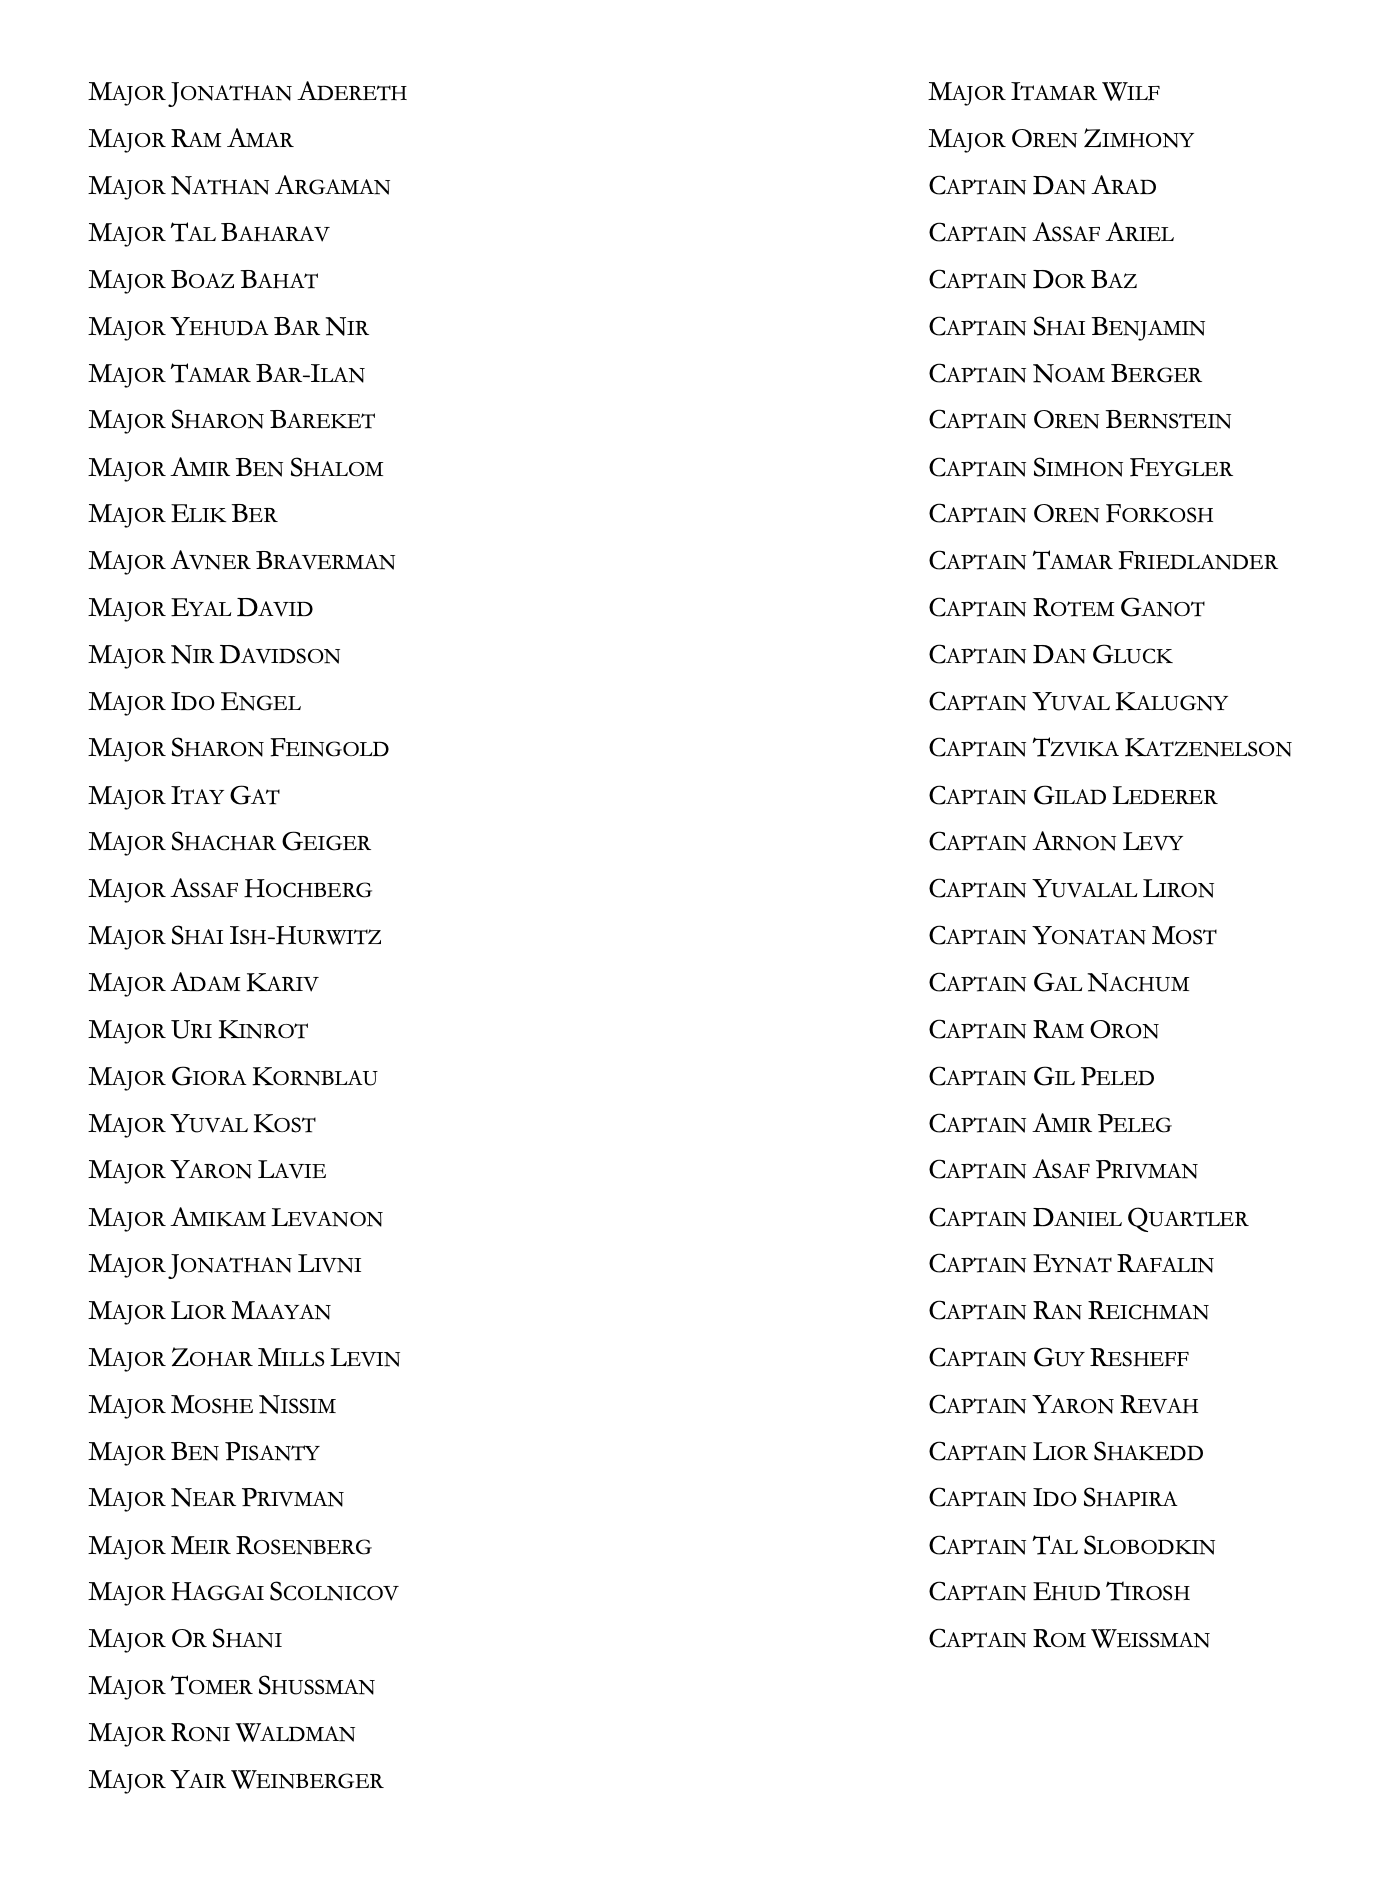 Major Jonathan Adereth
Major Ram Amar
Major Nathan Argaman
Major Tal Baharav
Major Boaz Bahat
Major Yehuda Bar Nir
Major Tamar Bar-Ilan
Major Sharon Bareket
Major Amir Ben Shalom
Major Elik Ber
Major Avner Braverman
Major Eyal David
Major Nir Davidson
Major Ido Engel
Major Sharon Feingold
Major Itay Gat
Major Shachar Geiger
Major Assaf Hochberg
Major Shai Ish-Hurwitz
Major Adam Kariv
Major Uri Kinrot
Major Giora Kornblau
Major Yuval Kost
Major Yaron Lavie
Major Amikam Levanon
Major Jonathan Livni
Major Lior Maayan
Major Zohar Mills Levin
Major Moshe Nissim
Major Ben Pisanty
Major Near Privman
Major Meir Rosenberg
Major Haggai Scolnicov
Major Or Shani
Major Tomer Shussman
Major Roni Waldman
Major Yair Weinberger
Major Itamar Wilf
Major Oren Zimhony
Captain Dan Arad
Captain Assaf Ariel
Captain Dor Baz
Captain Shai Benjamin
Captain Noam Berger
Captain Oren Bernstein
Captain Simhon Feygler
Captain Oren Forkosh
Captain Tamar Friedlander
Captain Rotem Ganot
Captain Dan Gluck
Captain Yuval Kalugny
Captain Tzvika Katzenelson
Captain Gilad Lederer
Captain Arnon Levy
Captain Yuvalal Liron
Captain Yonatan Most
Captain Gal Nachum
Captain Ram Oron
Captain Gil Peled
Captain Amir Peleg
Captain Asaf Privman
Captain Daniel Quartler
Captain Eynat Rafalin
Captain Ran Reichman
Captain Guy Resheff
Captain Yaron Revah
Captain Lior Shakedd
Captain Ido Shapira
Captain Tal Slobodkin
Captain Ehud Tirosh
Captain Rom Weissman